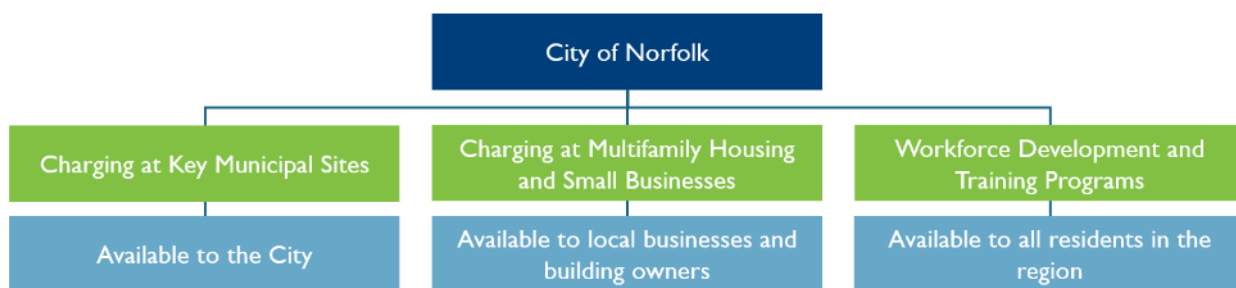 City of Norfolk
Charging at Key Municipal Sites
Charging at Multifamily Housing
and Small Businesses
Workforce Development and
Training Programs
Available to the City
Available to local businesses and
building owners
Available to all residents in the
region